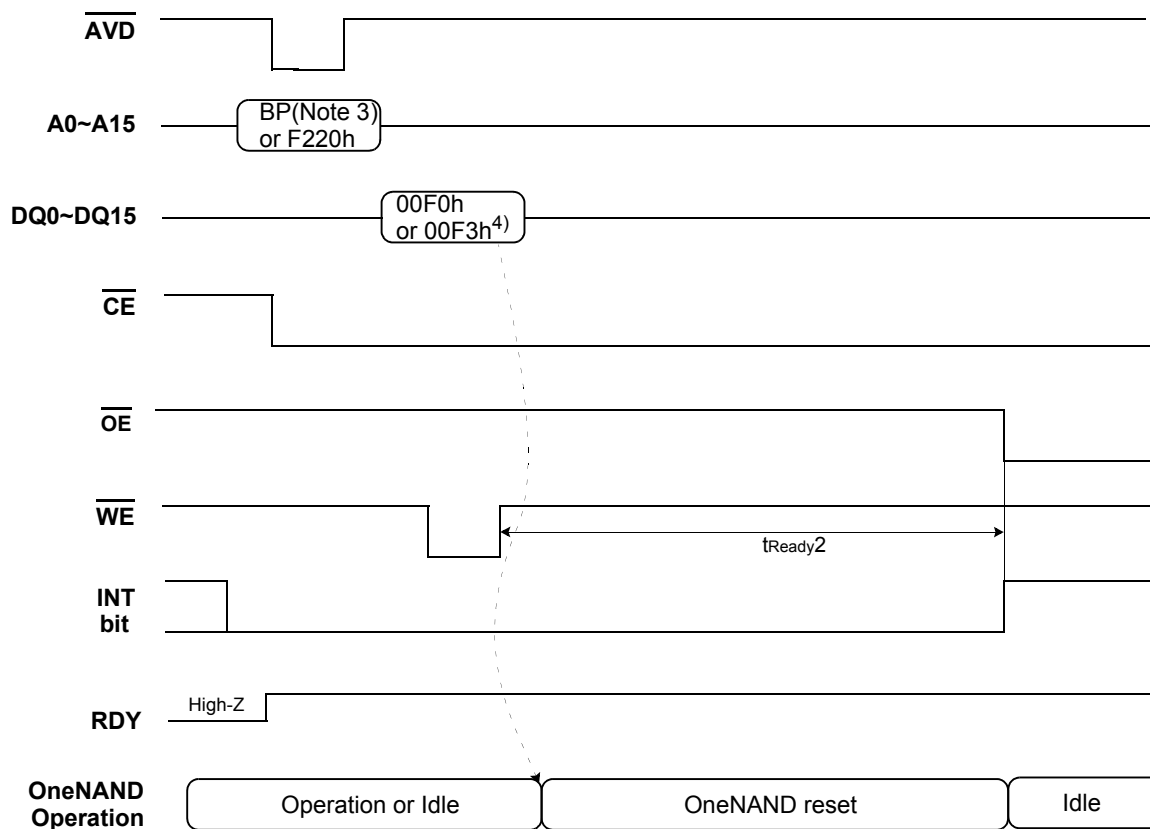 AVD
A0~A15
BP(Note 3)
or F220h
DQ0~DQ15
00F0h
or 00F3h4)
CE
OE
WE
tReady2
INT
bit
High-Z
RDY
OneNAND
Operation
Operation or Idle
OneNAND reset
Idle